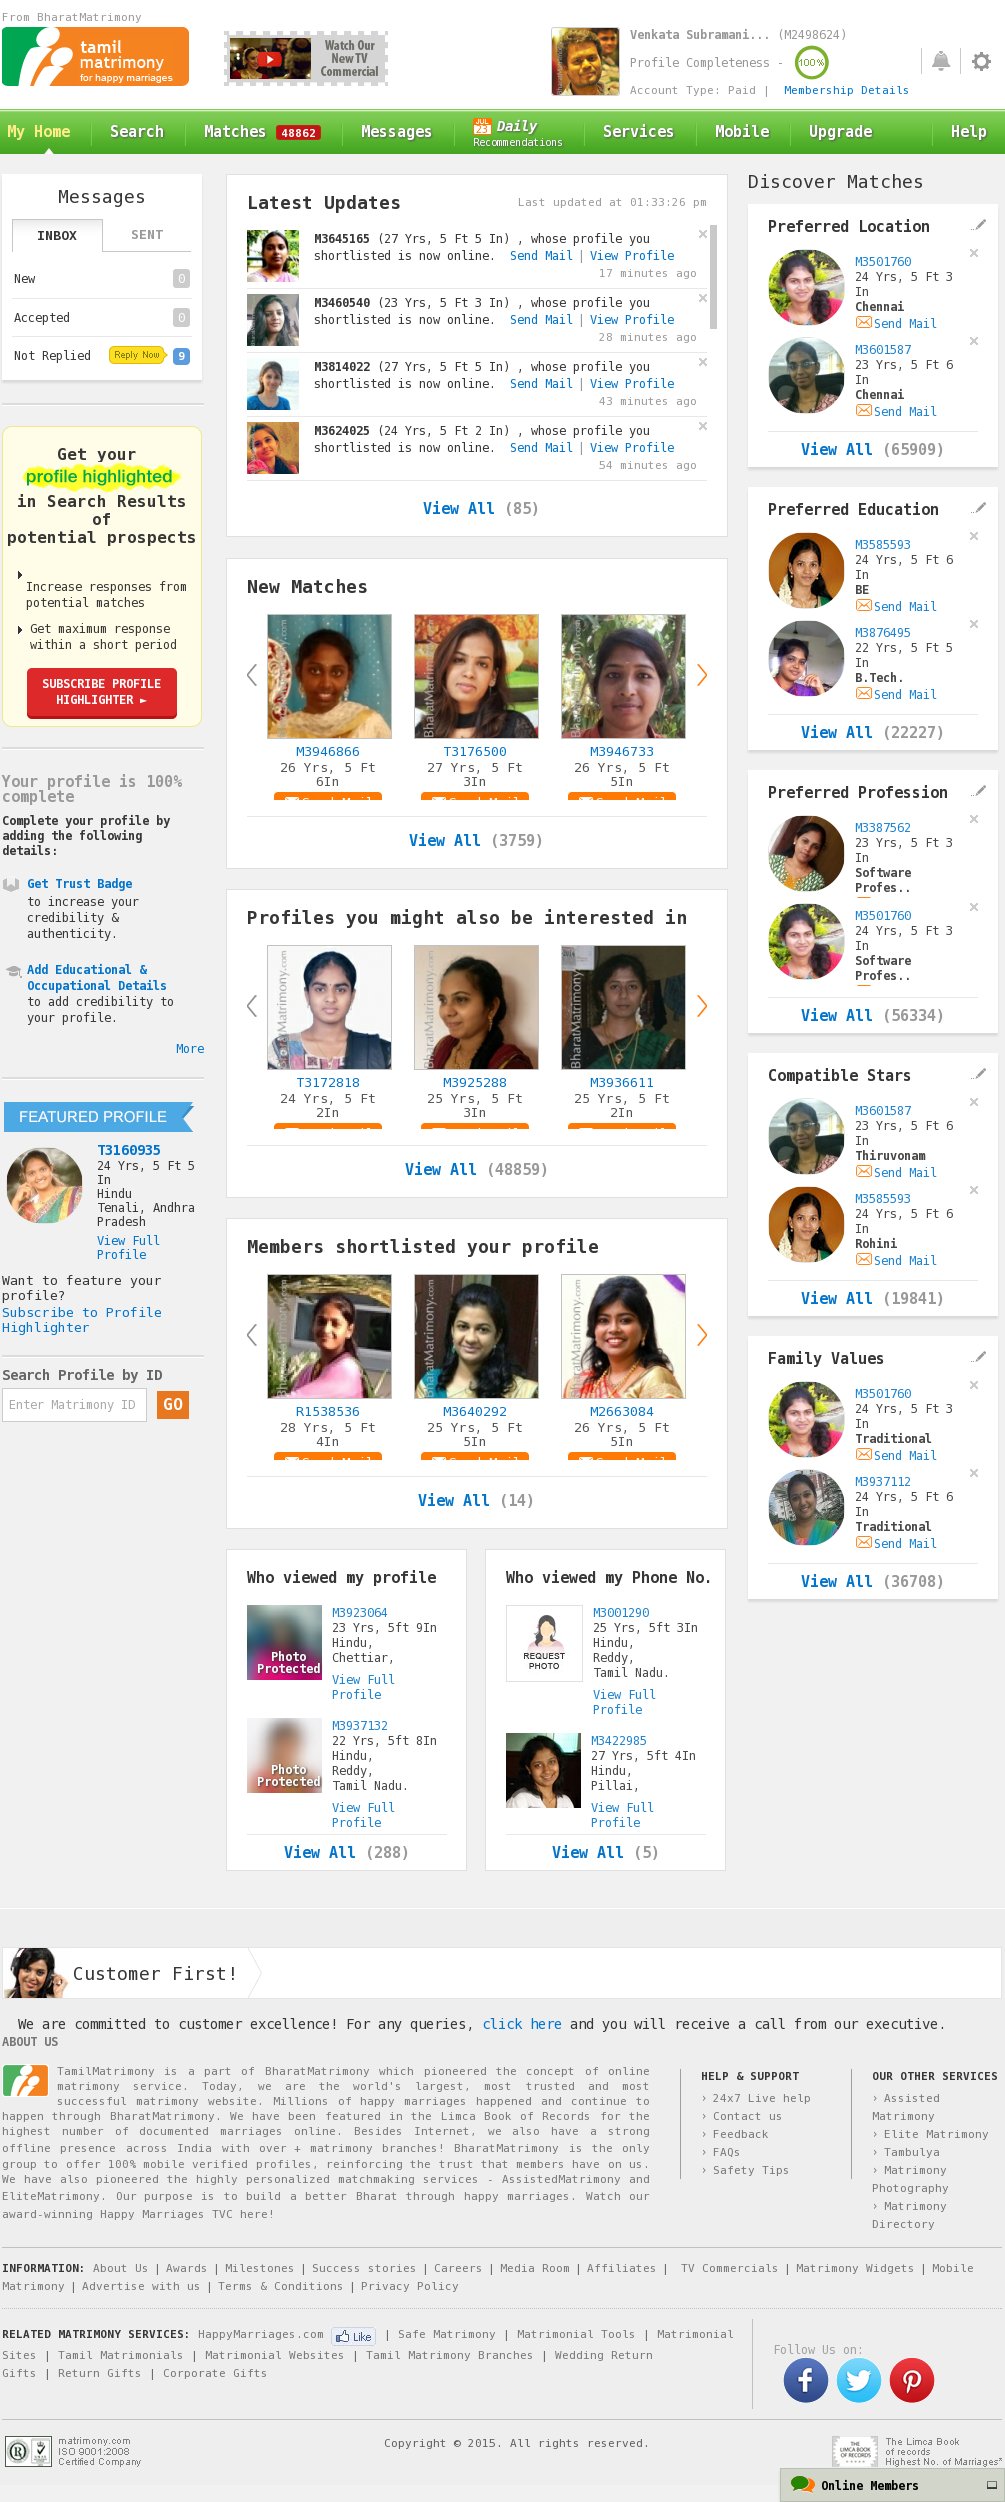 From BharatMatrimony
tamil
matrimony
for happy marriages
Watch Our
New TV
Commercial
Venkata Subramani... (M2498624)
Profile Completeness - 100%
Account Type: Paid | Membership Details
My Home
Search
Matches 48862
Messages
JUL
23
Daily
Recommendations
Services
Mobile
Upgrade
Help
Messages
INBOX
SENT
New 0
Accepted 0
Not Replied Reply Now 9
Get your
profile highlighted
in Search Results
of
potential prospects
Increase responses from
potential matches
Get maximum response
within a short period
SUBSCRIBE PROFILE
HIGHLIGHTER ►
Your profile is 100%
complete
Complete your profile by
adding the following
details:
Get Trust Badge
to increase your
credibility &
authenticity.
Add Educational &
Occupational Details
to add credibility to
your profile.
More
FEATURED PROFILE
T3160935
24 Yrs, 5 Ft 5
In
Hindu
Tenali, Andhra
Pradesh
View Full
Profile
Want to feature your
profile?
Subscribe to Profile
Highlighter
Search Profile by ID
Enter Matrimony ID
GO
Latest Updates
Last updated at 01:33:26 pm
M3645165 (27 Yrs, 5 Ft 5 In) , whose profile you
shortlisted is now online. Send Mail | View Profile
17 minutes ago
M3460540 (23 Yrs, 5 Ft 3 In) , whose profile you
shortlisted is now online. Send Mail | View Profile
28 minutes ago
M3814022 (27 Yrs, 5 Ft 5 In) , whose profile you
shortlisted is now online. Send Mail | View Profile
43 minutes ago
M3624025 (24 Yrs, 5 Ft 2 In) , whose profile you
shortlisted is now online. Send Mail | View Profile
54 minutes ago
View All (85)
New Matches
M3946866
26 Yrs, 5 Ft
6In
Send Mail
T3176500
27 Yrs, 5 Ft
3In
Send Mail
M3946733
26 Yrs, 5 Ft
5In
Send Mail
View All (3759)
Profiles you might also be interested in
T3172818
24 Yrs, 5 Ft
2In
M3925288
25 Yrs, 5 Ft
3In
M3936611
25 Yrs, 5 Ft
2In
View All (48859)
Members shortlisted your profile
R1538536
28 Yrs, 5 Ft
4In
Send Mail
M3640292
25 Yrs, 5 Ft
5In
Send Mail
M2663084
26 Yrs, 5 Ft
5In
Send Mail
View All (14)
Who viewed my profile
Photo
Protected
M3923064
23 Yrs, 5ft 9In
Hindu,
Chettiar,
View Full
Profile
Photo
Protected
M3937132
22 Yrs, 5ft 8In
Hindu,
Reddy,
Tamil Nadu.
View Full
Profile
View All (288)
Who viewed my Phone No.
REQUEST
PHOTO
M3001290
25 Yrs, 5ft 3In
Hindu,
Reddy,
Tamil Nadu.
View Full
Profile
M3422985
27 Yrs, 5ft 4In
Hindu,
Pillai,
View Full
Profile
View All (5)
Discover Matches
Preferred Location
M3501760
24 Yrs, 5 Ft 3
In
Chennai
Send Mail
M3601587
23 Yrs, 5 Ft 6
In
Chennai
Send Mail
View All (65909)
Preferred Education
M3585593
24 Yrs, 5 Ft 6
In
BE
Send Mail
M3876495
22 Yrs, 5 Ft 5
In
B.Tech.
Send Mail
View All (22227)
Preferred Profession
M3387562
23 Yrs, 5 Ft 3
In
Software
Profes..
M3501760
24 Yrs, 5 Ft 3
In
Software
Profes..
View All (56334)
Compatible Stars
M3601587
23 Yrs, 5 Ft 6
In
Thiruvonam
Send Mail
M3585593
24 Yrs, 5 Ft 6
In
Rohini
Send Mail
View All (19841)
Family Values
M3501760
24 Yrs, 5 Ft 3
In
Traditional
Send Mail
M3937112
24 Yrs, 5 Ft 6
In
Traditional
Send Mail
View All (36708)
Customer First!
We are committed to customer excellence! For any queries, click here and you will receive a call from our executive.
ABOUT US
TamilMatrimony is a part of BharatMatrimony which pioneered the concept of online
matrimony service. Today, we are the world's largest, most trusted and most
successful matrimony website. Millions of happy marriages happened and continue to
happen through BharatMatrimony. We have been featured in the Limca Book of Records for the
highest number of documented marriages online. Besides Internet, we also have a strong
offline presence across India with over + matrimony branches! BharatMatrimony is the only
group to offer 100% mobile verified profiles, reinforcing the trust that members have on us.
We have also pioneered the highly personalized matchmaking services - AssistedMatrimony and
EliteMatrimony. Our purpose is to build a better Bharat through happy marriages. Watch our
award-winning Happy Marriages TVC here!
HELP & SUPPORT
› 24x7 Live help
› Contact us
› Feedback
› FAQs
› Safety Tips
OUR OTHER SERVICES
› Assisted
Matrimony
› Elite Matrimony
› Tambulya
› Matrimony
Photography
› Matrimony
Directory
INFORMATION: About Us | Awards | Milestones | Success stories | Careers | Media Room | Affiliates | TV Commercials | Matrimony Widgets | Mobile
Matrimony | Advertise with us | Terms & Conditions | Privacy Policy
RELATED MATRIMONY SERVICES: HappyMarriages.com Like | Safe Matrimony | Matrimonial Tools | Matrimonial
Sites | Tamil Matrimonials | Matrimonial Websites | Tamil Matrimony Branches | Wedding Return
Gifts | Return Gifts | Corporate Gifts
Follow Us on:
matrimony.com
ISO 9001:2008
Certified Company
Copyright © 2015. All rights reserved.
THE
LIMCA BOOK
OF RECORDS
The Limca Book
of records
Highest No. of Marriages*
Online Members